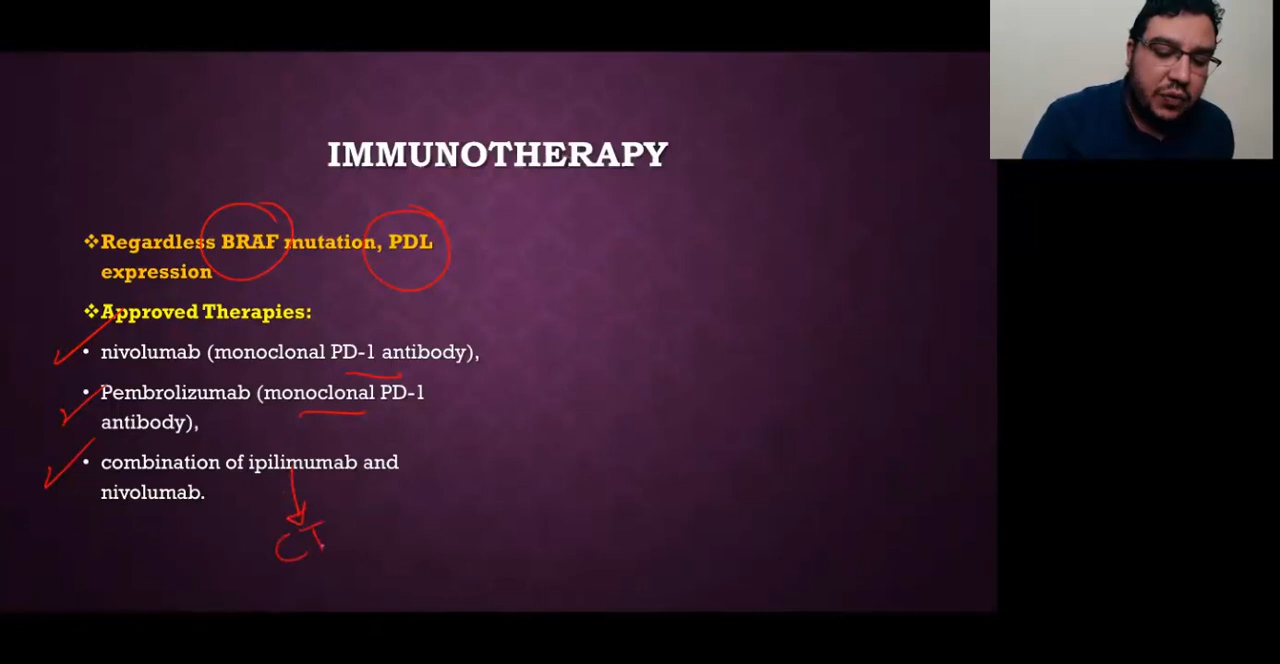 IMMUNOTHERAPY
❖Regardless BRAF mutation, PDL
expression
❖Approved Therapies:
• nivolumab (monoclonal PD-1 antibody),
• Pembrolizumab (monoclonal PD-1
antibody),
• combination of ipilimumab and
nivolumab.
CT